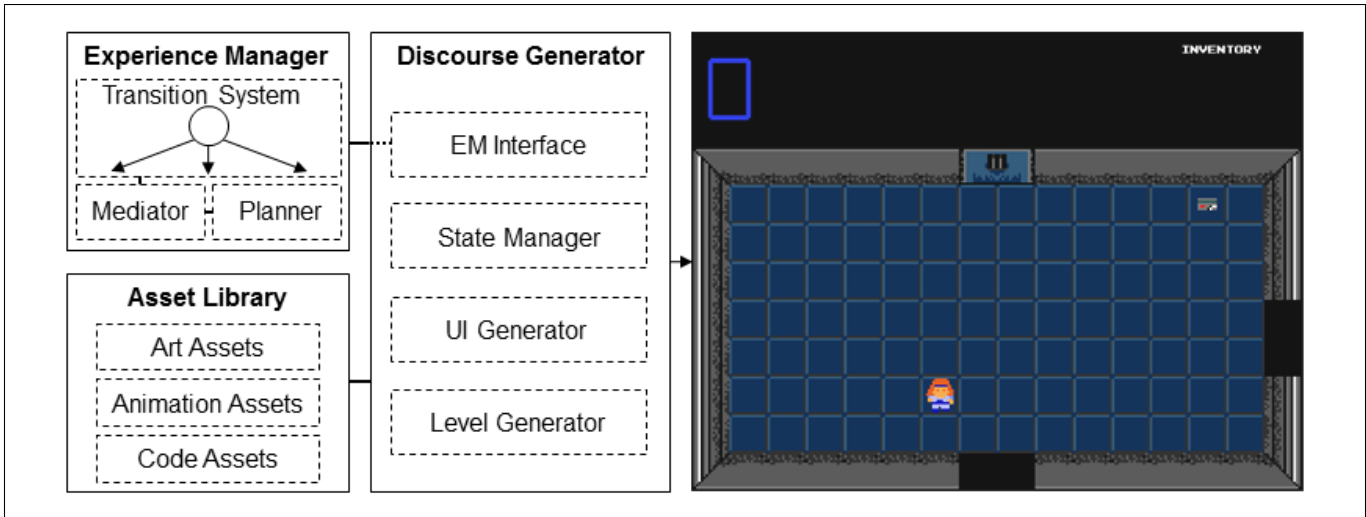 Experience Manager
Transition System
Mediator
Planner
Asset Library
Art Assets
Animation Assets
Code Assets
Discourse Generator
EM Interface
State Manager
UI Generator
Level Generator
INVENTORY